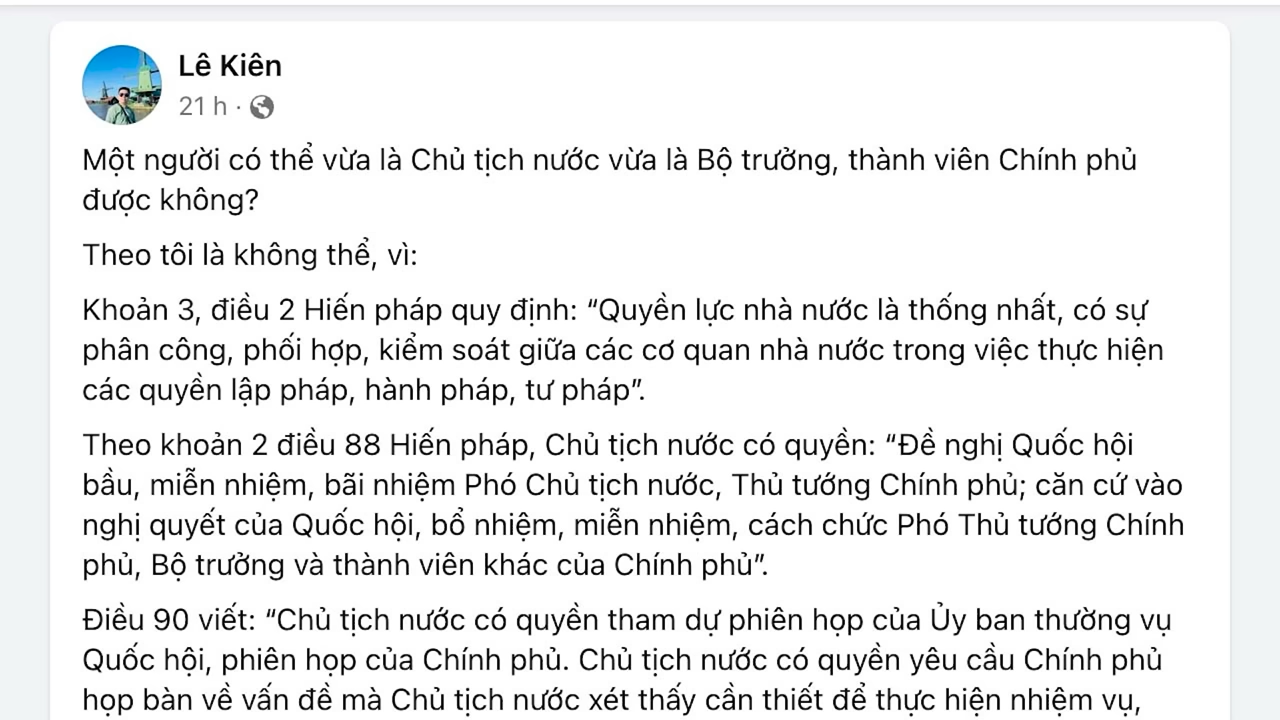 Lê Kiên
21 h ·
Một người có thể vừa là Chủ tịch nước vừa là Bộ trưởng, thành viên Chính phủ
được không?
Theo tôi là không thể, vì:
Khoản 3, điều 2 Hiến pháp quy định: “Quyền lực nhà nước là thống nhất, có sự
phân công, phối hợp, kiểm soát giữa các cơ quan nhà nước trong việc thực hiện
các quyền lập pháp, hành pháp, tư pháp”.
Theo khoản 2 điều 88 Hiến pháp, Chủ tịch nước có quyền: “Đề nghị Quốc hội
bầu, miễn nhiệm, bãi nhiệm Phó Chủ tịch nước, Thủ tướng Chính phủ; căn cứ vào
nghị quyết của Quốc hội, bổ nhiệm, miễn nhiệm, cách chức Phó Thủ tướng Chính
phủ, Bộ trưởng và thành viên khác của Chính phủ”.
Điều 90 viết: “Chủ tịch nước có quyền tham dự phiên họp của Ủy ban thường vụ
Quốc hội, phiên họp của Chính phủ. Chủ tịch nước có quyền yêu cầu Chính phủ
họp bàn về vấn đề mà Chủ tịch nước xét thấy cần thiết để thực hiện nhiệm vụ,